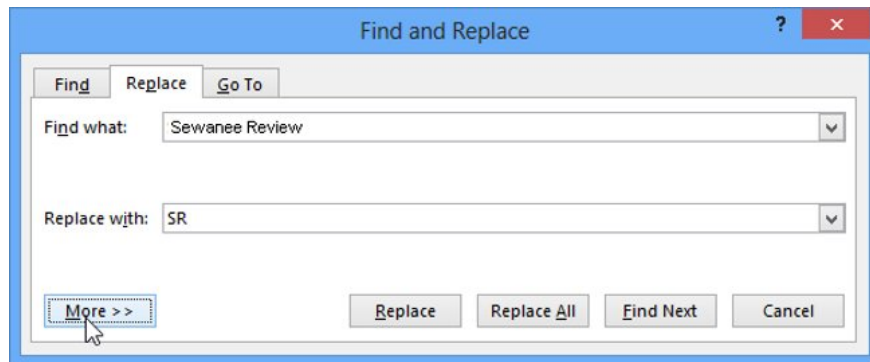 Find and Replace ? ×
Find Replace Go To
Find what: Sewanee Review
Replace with: SR
More >> Replace Replace All Find Next Cancel